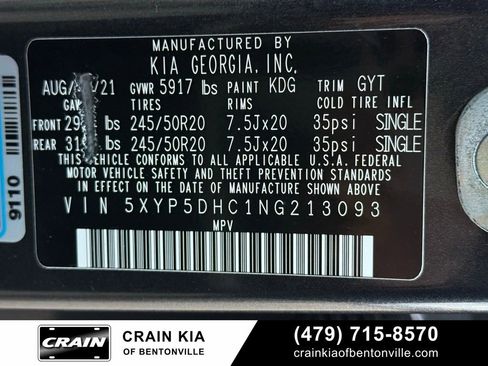 MANUFACTURED BY
KIA GEORGIA, INC.
AUG/ /21 GVWR 5917 lbs PAINT KDG TRIM GYT
TIRES RIMS COLD TIRE INFL
FRONT lbs 245/50R20 7.5Jx20 35psi SINGLE
REAR lbs 245/50R20 7.5Jx20 35psi SINGLE
THIS VEHICLE CONFORMS TO ALL APPLICABLE U.S.A. FEDERAL
MOTOR VEHICLE SAFETY AND THEFT PREVENTION STANDARDS
IN EFFECT ON THE DATE OF MANUFACTURE SHOWN ABOVE.
VIN 5XYP5DHC1NG213093
MPV
9110
CRAIN
CRAIN KIA
OF BENTONVILLE
(479) 715-8570
crainkiaofbentonville.com